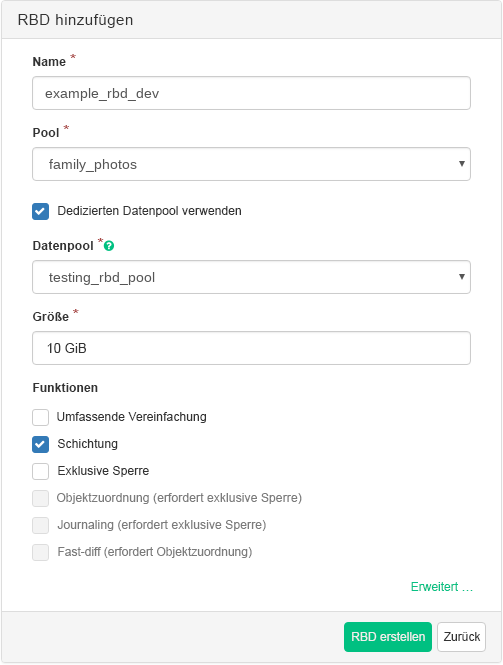 RBD hinzufügen
Name *
example_rbd_dev
Pool *
family_photos
Dedizierten Datenpool verwenden
Datenpool *
testing_rbd_pool
Größe *
10 GiB
Funktionen
Umfassende Vereinfachung
Schichtung
Exklusive Sperre
Objektzuordnung (erfordert exklusive Sperre)
Journaling (erfordert exklusive Sperre)
Fast-diff (erfordert Objektzuordnung)
Erweitert …
RBD erstellen Zurück